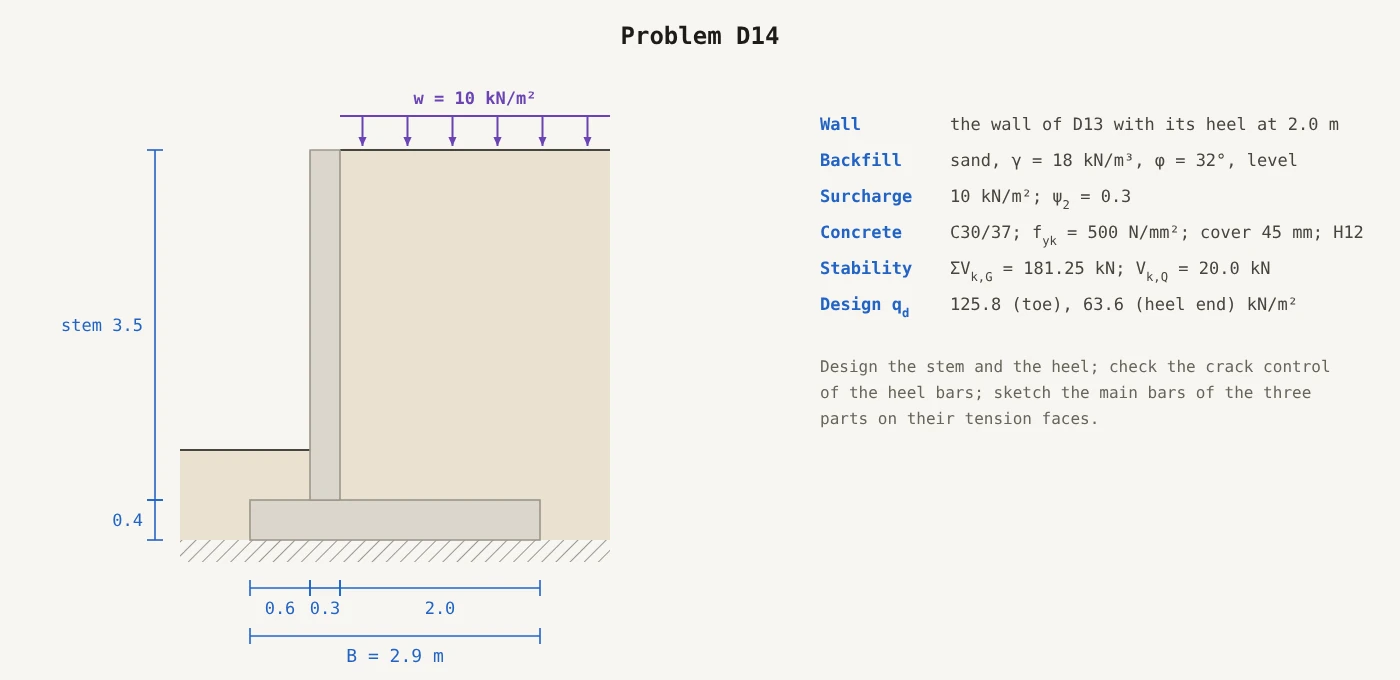 Problem D14
w = 10 kN/m²
stem 3.5
0.4
0.6 0.3 2.0
B = 2.9 m
Wall the wall of D13 with its heel at 2.0 m
Backfill sand, γ = 18 kN/m³, φ = 32°, level
Surcharge 10 kN/m²; ψ2 = 0.3
Concrete C30/37; fyk = 500 N/mm²; cover 45 mm; H12
Stability ΣVk,G = 181.25 kN; Vk,Q = 20.0 kN
Design qd 125.8 (toe), 63.6 (heel end) kN/m²
Design the stem and the heel; check the crack control
of the heel bars; sketch the main bars of the three
parts on their tension faces.